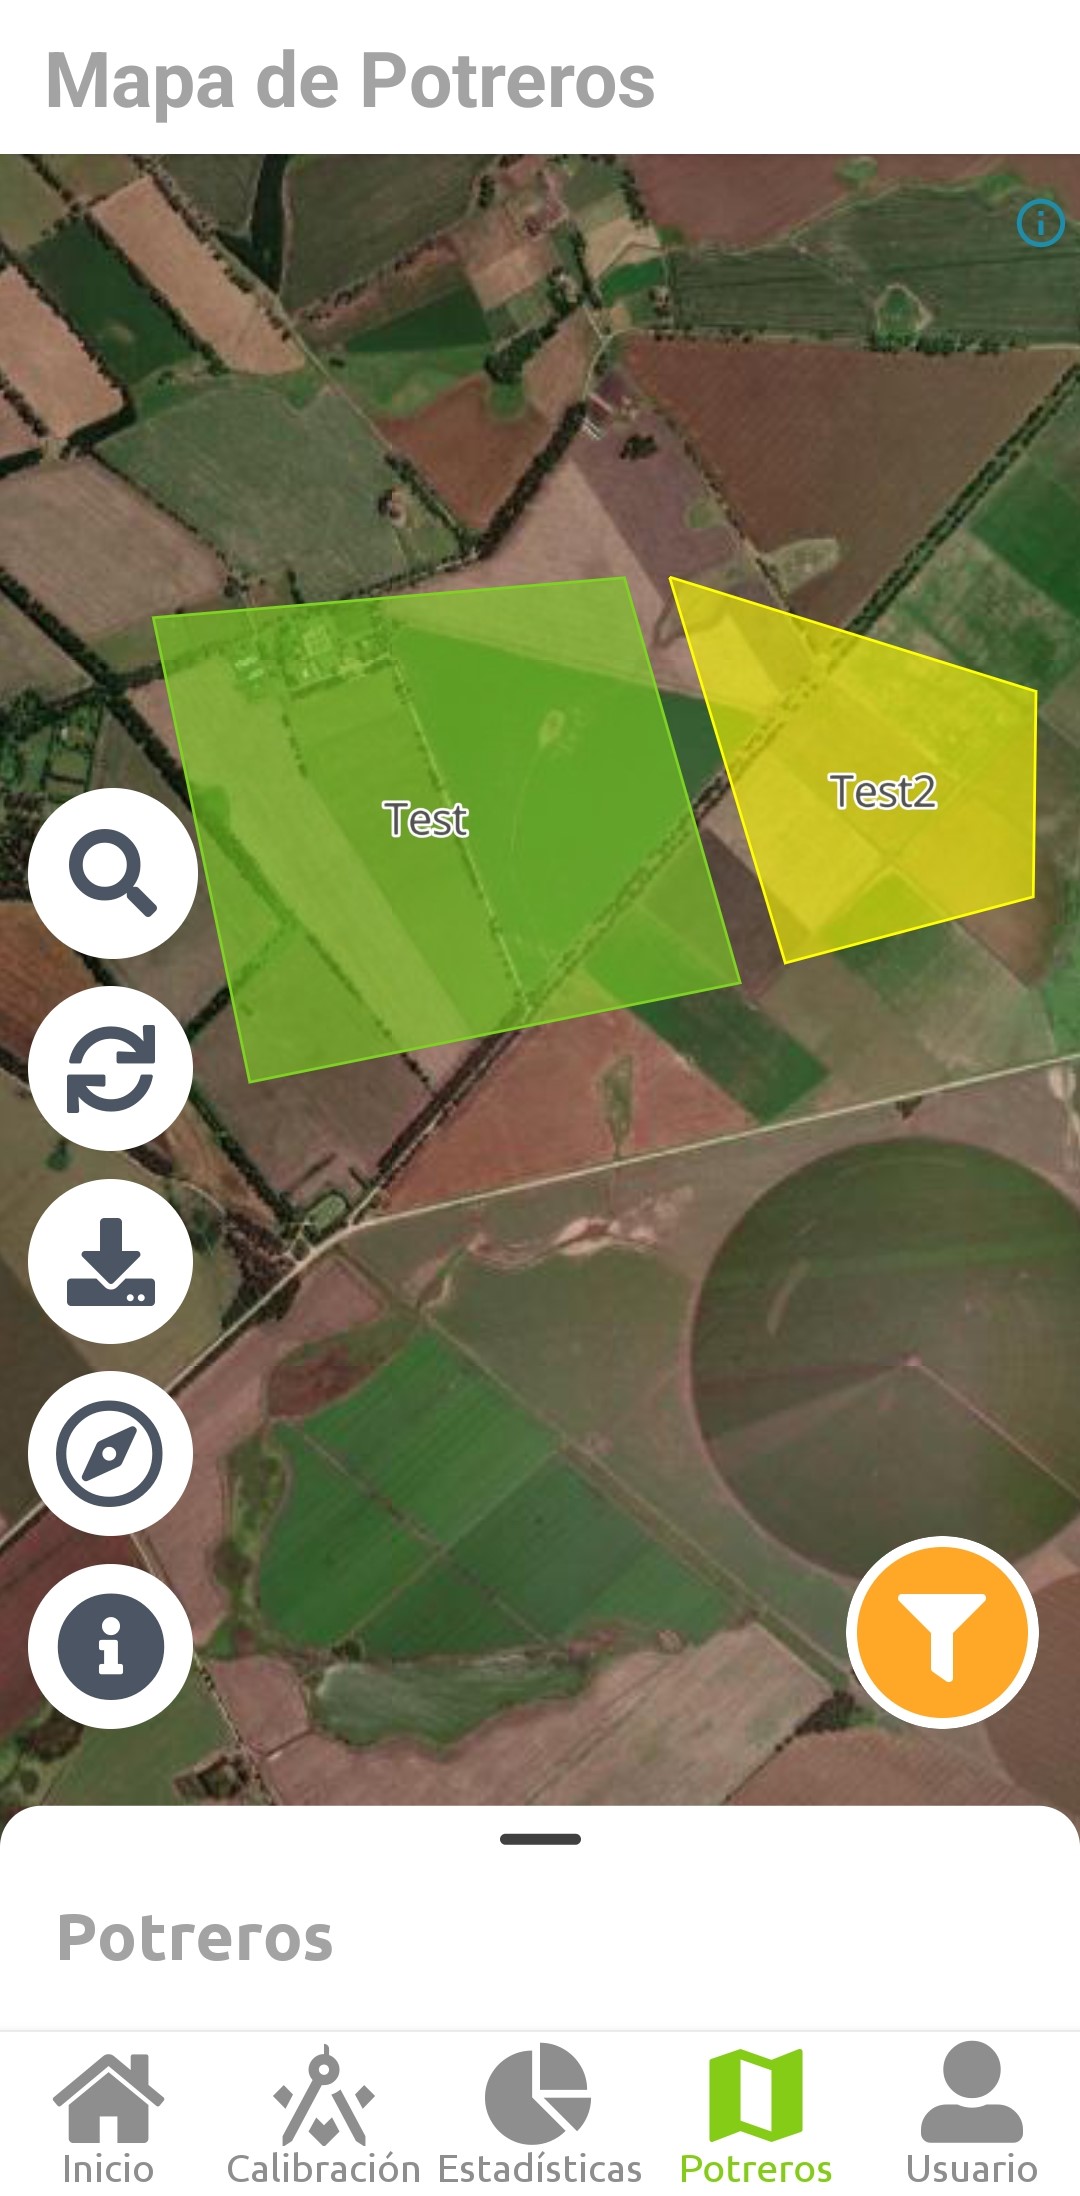 Mapa de Potreros
Test
Test2
Potreros
Inicio
Calibración
Estadísticas
Potreros
Usuario